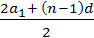 2a₁ + (n−1)d
2